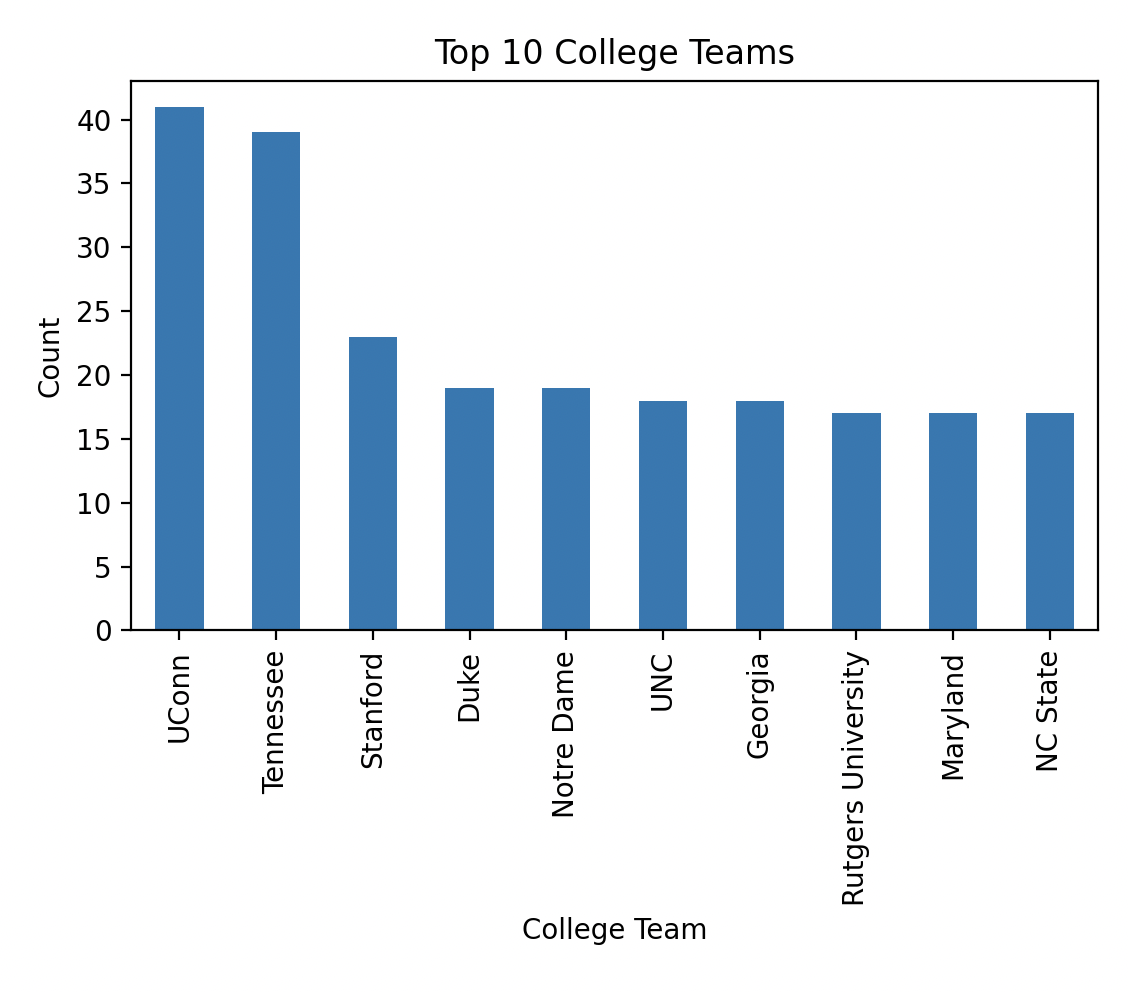 Top 10 College Teams
Count
40
35
30
25
20
15
10
5
0
UConn
Tennessee
Stanford
Duke
Notre Dame
UNC
Georgia
Rutgers University
Maryland
NC State
College Team